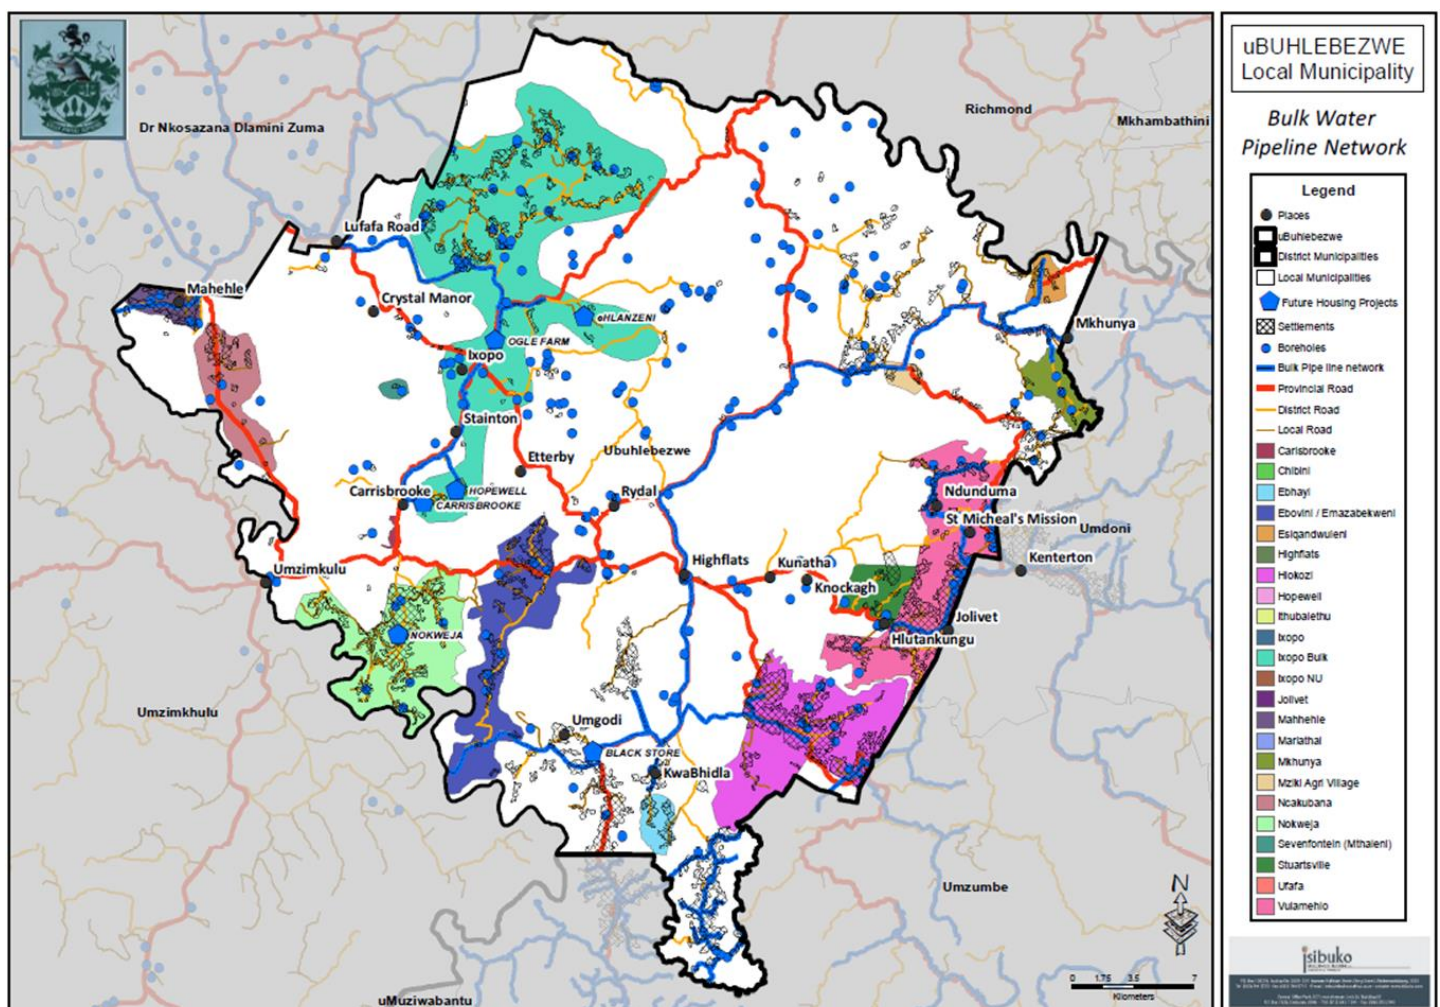 uBUHLEBEZWE
Local Municipality
Bulk Water
Pipeline Network
Legend
Places
uBuhlebezwe
District Municipalities
Local Municipalities
Future Housing Projects
Settlements
Boreholes
Bulk Pipe line network
Provincial Road
District Road
Local Road
Carisbrooke
Chibini
Ebhayi
Ebovini / Emazabekweni
Esiqandwuleni
Highflats
Hlokozi
Hopewell
Ithubalethu
Ixopo
Ixopo Bulk
Ixopo NU
Jolivet
Mahhehle
Mariathal
Mkhunya
Mziki Agri Village
Ncakubana
Nokweja
Sevenfontein (Mthaleni)
Stuartsville
Ufafa
Vulamehlo
isibuko
Richmond
Mkhambathini
Dr Nkosazana Dlamini Zuma
Lufafa Road
Mahehle
Crystal Manor
eHLANZENI
OGLE FARM
Mkhunya
Ixopo
Stainton
Ubuhlebezwe
Etterby
Carrisbrooke
HOPEWELL
CARRISBROOKE
Rydal
Ndunduma
St Micheal's Mission
Umdoni
Kenterton
Umzimkulu
Highflats
Kunatha
Knockagh
Jolivet
Hlutankungu
NOKWEJA
Umzimkhulu
Umgodi
BLACK STORE
KwaBhidla
Umzumbe
uMuziwabantu
N
0 1.75 3.5 7
Kilometers